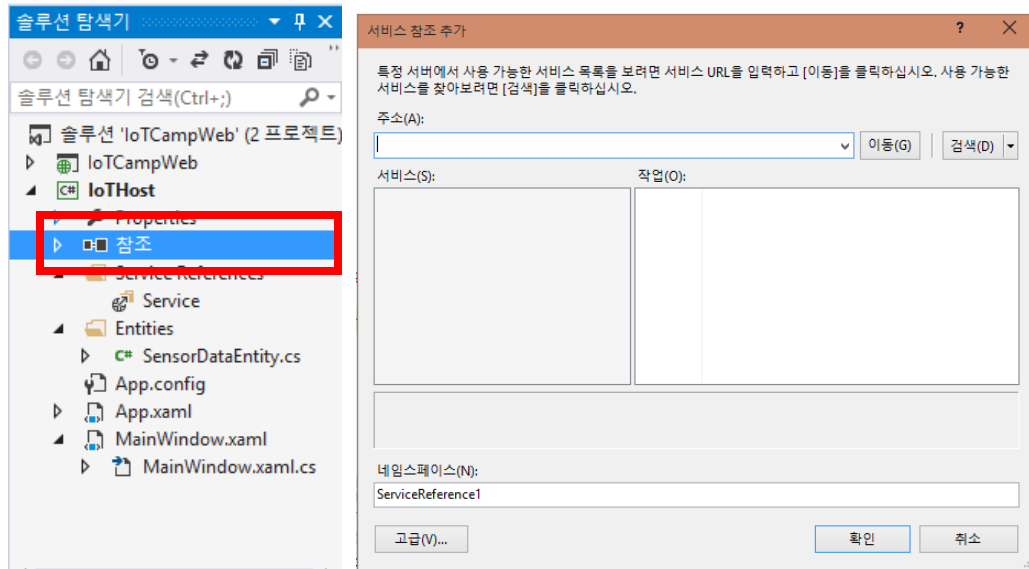 솔루션 탐색기
솔루션 탐색기 검색(Ctrl+;)
솔루션 'IoTCampWeb' (2 프로젝트)
IoTCampWeb
C# IoTHost
Properties
참조
Service References
Service
Entities
C# SensorDataEntity.cs
App.config
App.xaml
MainWindow.xaml
MainWindow.xaml.cs
서비스 참조 추가
특정 서버에서 사용 가능한 서비스 목록을 보려면 서비스 URL을 입력하고 [이동]을 클릭하십시오. 사용 가능한
서비스를 찾아보려면 [검색]을 클릭하십시오.
주소(A):
이동(G)
검색(D)
서비스(S):
작업(O):
네임스페이스(N):
ServiceReference1
고급(V)...
확인
취소